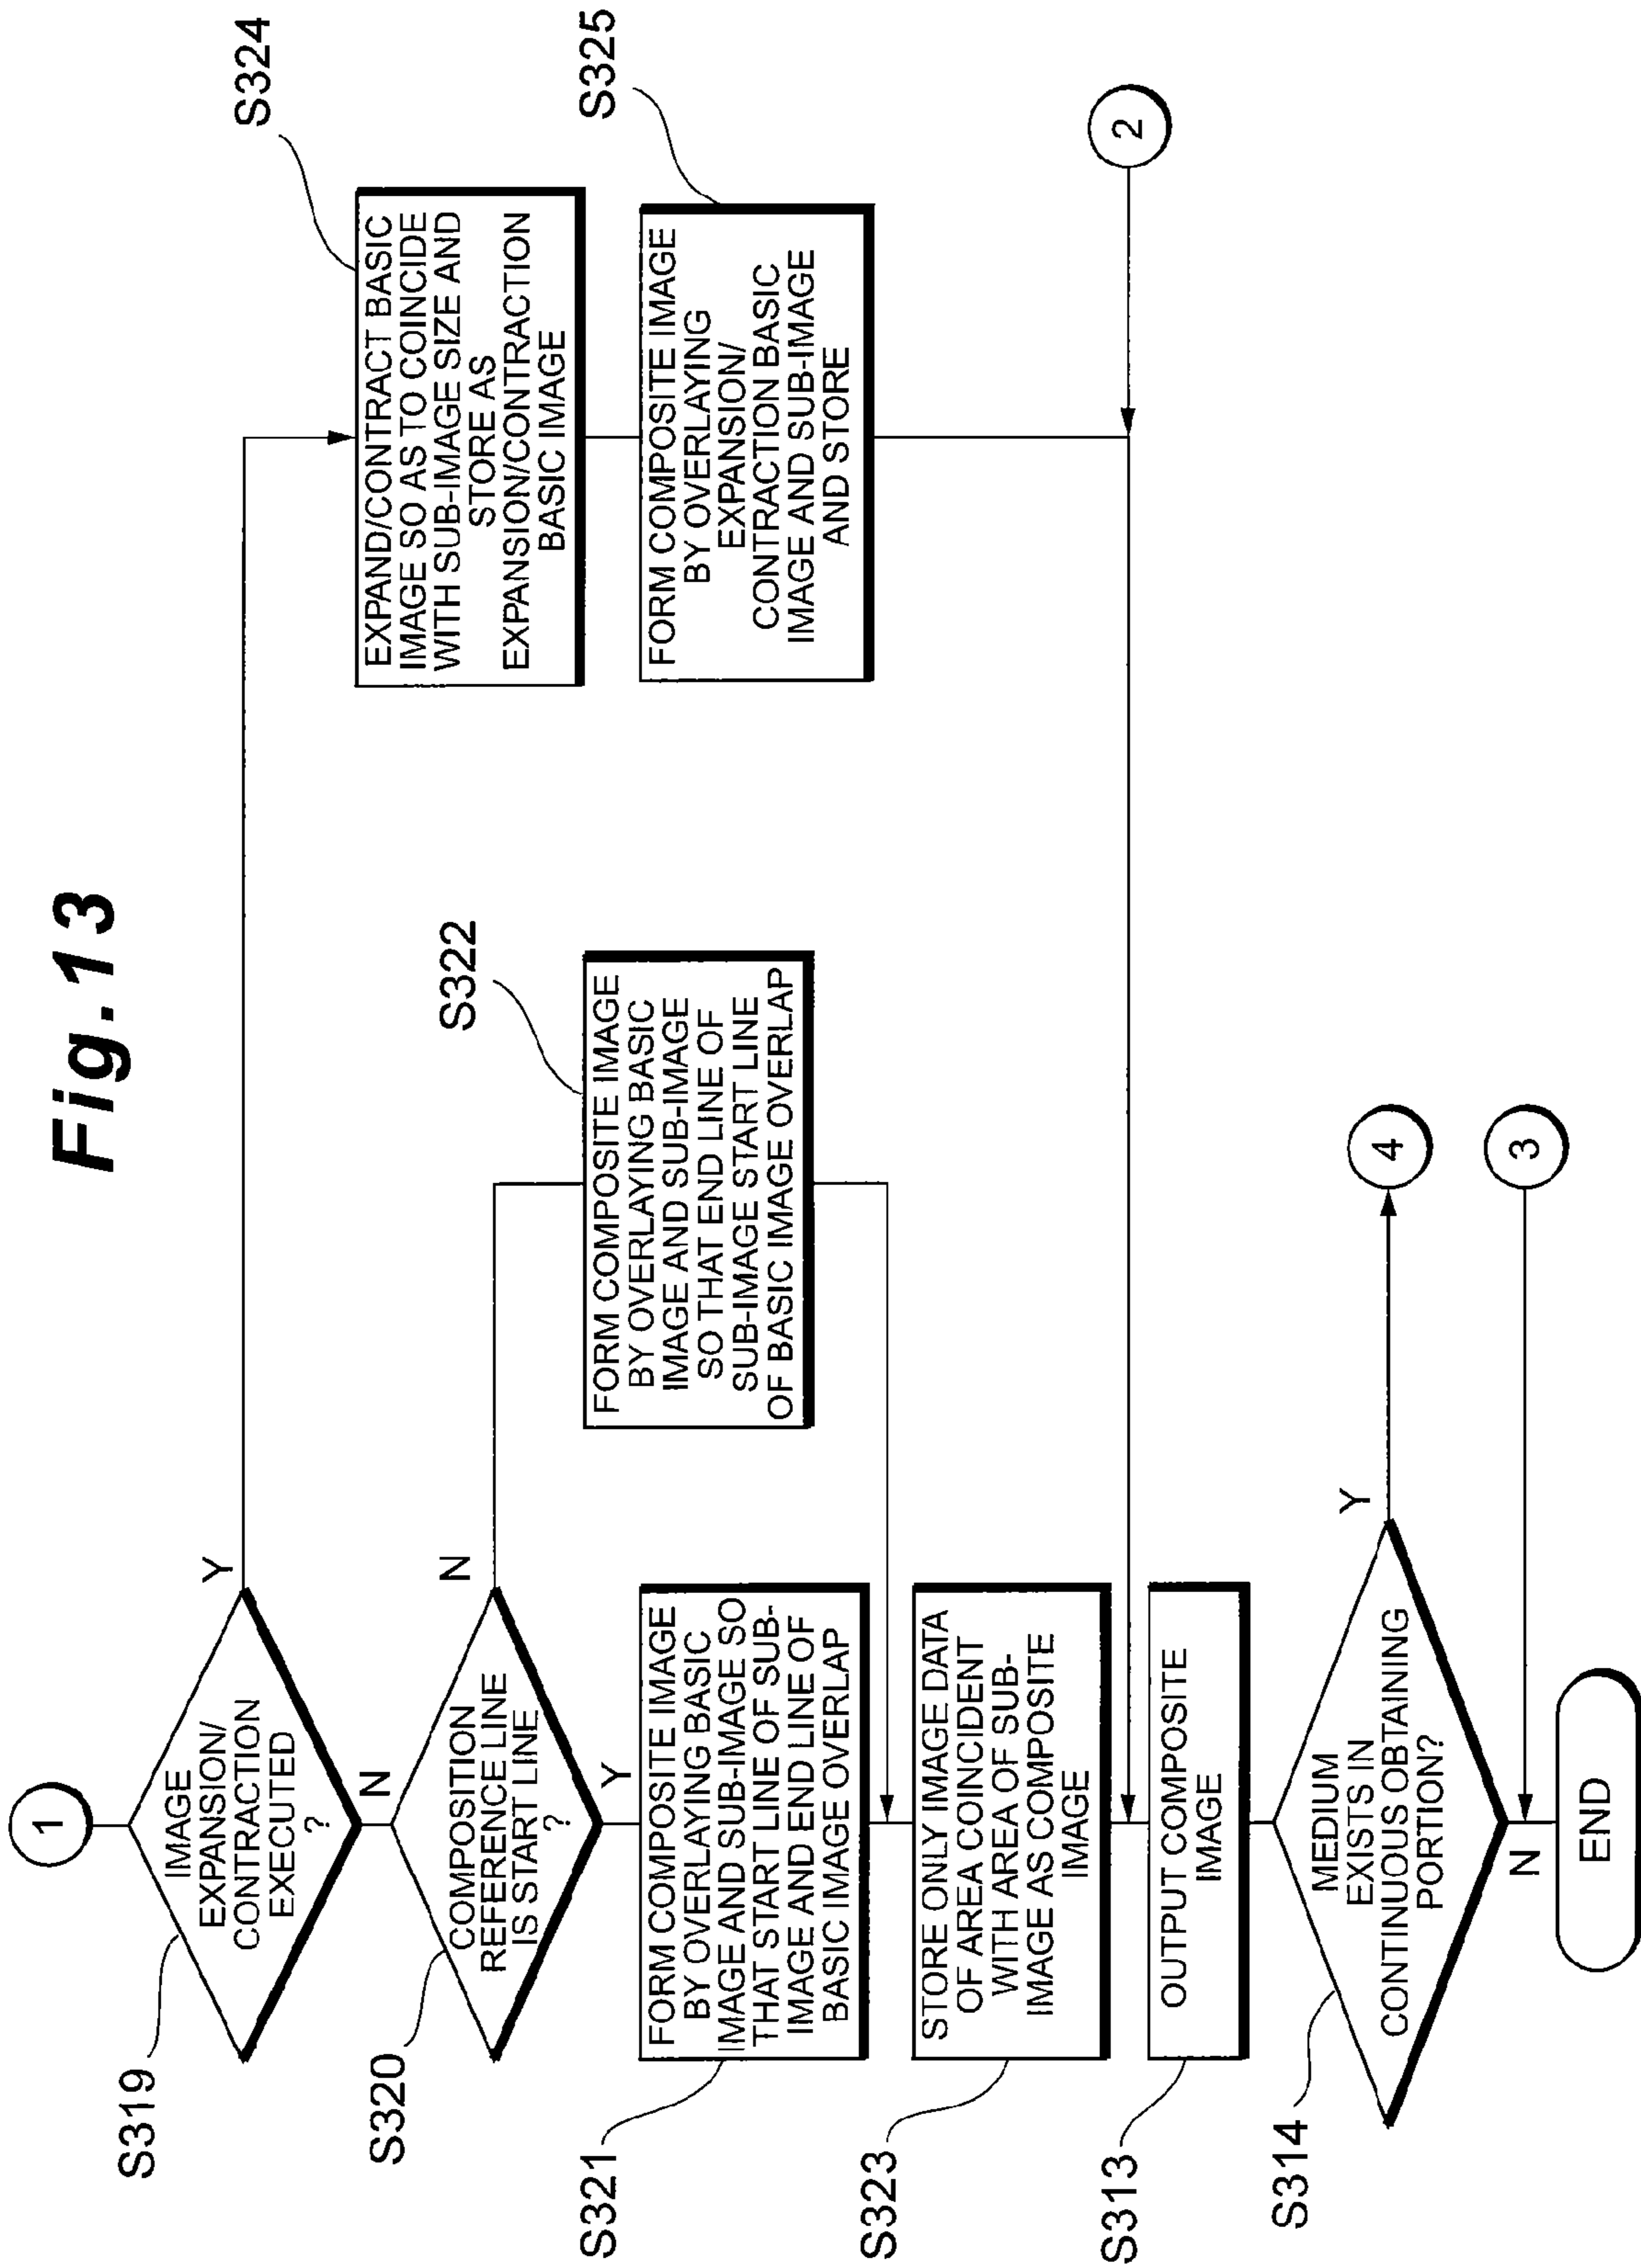 Fig.13
1
S319
IMAGE
EXPANSION/
CONTRACTION
EXECUTED
?
Y
N
S320
COMPOSITION
REFERENCE LINE
IS START LINE
?
N
Y
S321
FORM COMPOSITE IMAGE
BY OVERLAYING BASIC
IMAGE AND SUB-IMAGE SO
THAT START LINE OF SUB-
IMAGE AND END LINE OF
BASIC IMAGE OVERLAP
S322
FORM COMPOSITE IMAGE
BY OVERLAYING BASIC
IMAGE AND SUB-IMAGE
SO THAT END LINE OF
SUB-IMAGE START LINE
OF BASIC IMAGE OVERLAP
S324
EXPAND/CONTRACT BASIC
IMAGE SO AS TO COINCIDE
WITH SUB-IMAGE SIZE AND
STORE AS
EXPANSION/CONTRACTION
BASIC IMAGE
S325
FORM COMPOSITE IMAGE
BY OVERLAYING
EXPANSION/
CONTRACTION BASIC
IMAGE AND SUB-IMAGE
AND STORE
2
S323
STORE ONLY IMAGE DATA
OF AREA COINCIDENT
WITH AREA OF SUB-
IMAGE AS COMPOSITE
IMAGE
S313
OUTPUT COMPOSITE
IMAGE
S314
MEDIUM
EXISTS IN
CONTINUOUS OBTAINING
PORTION?
Y
4
N
3
END